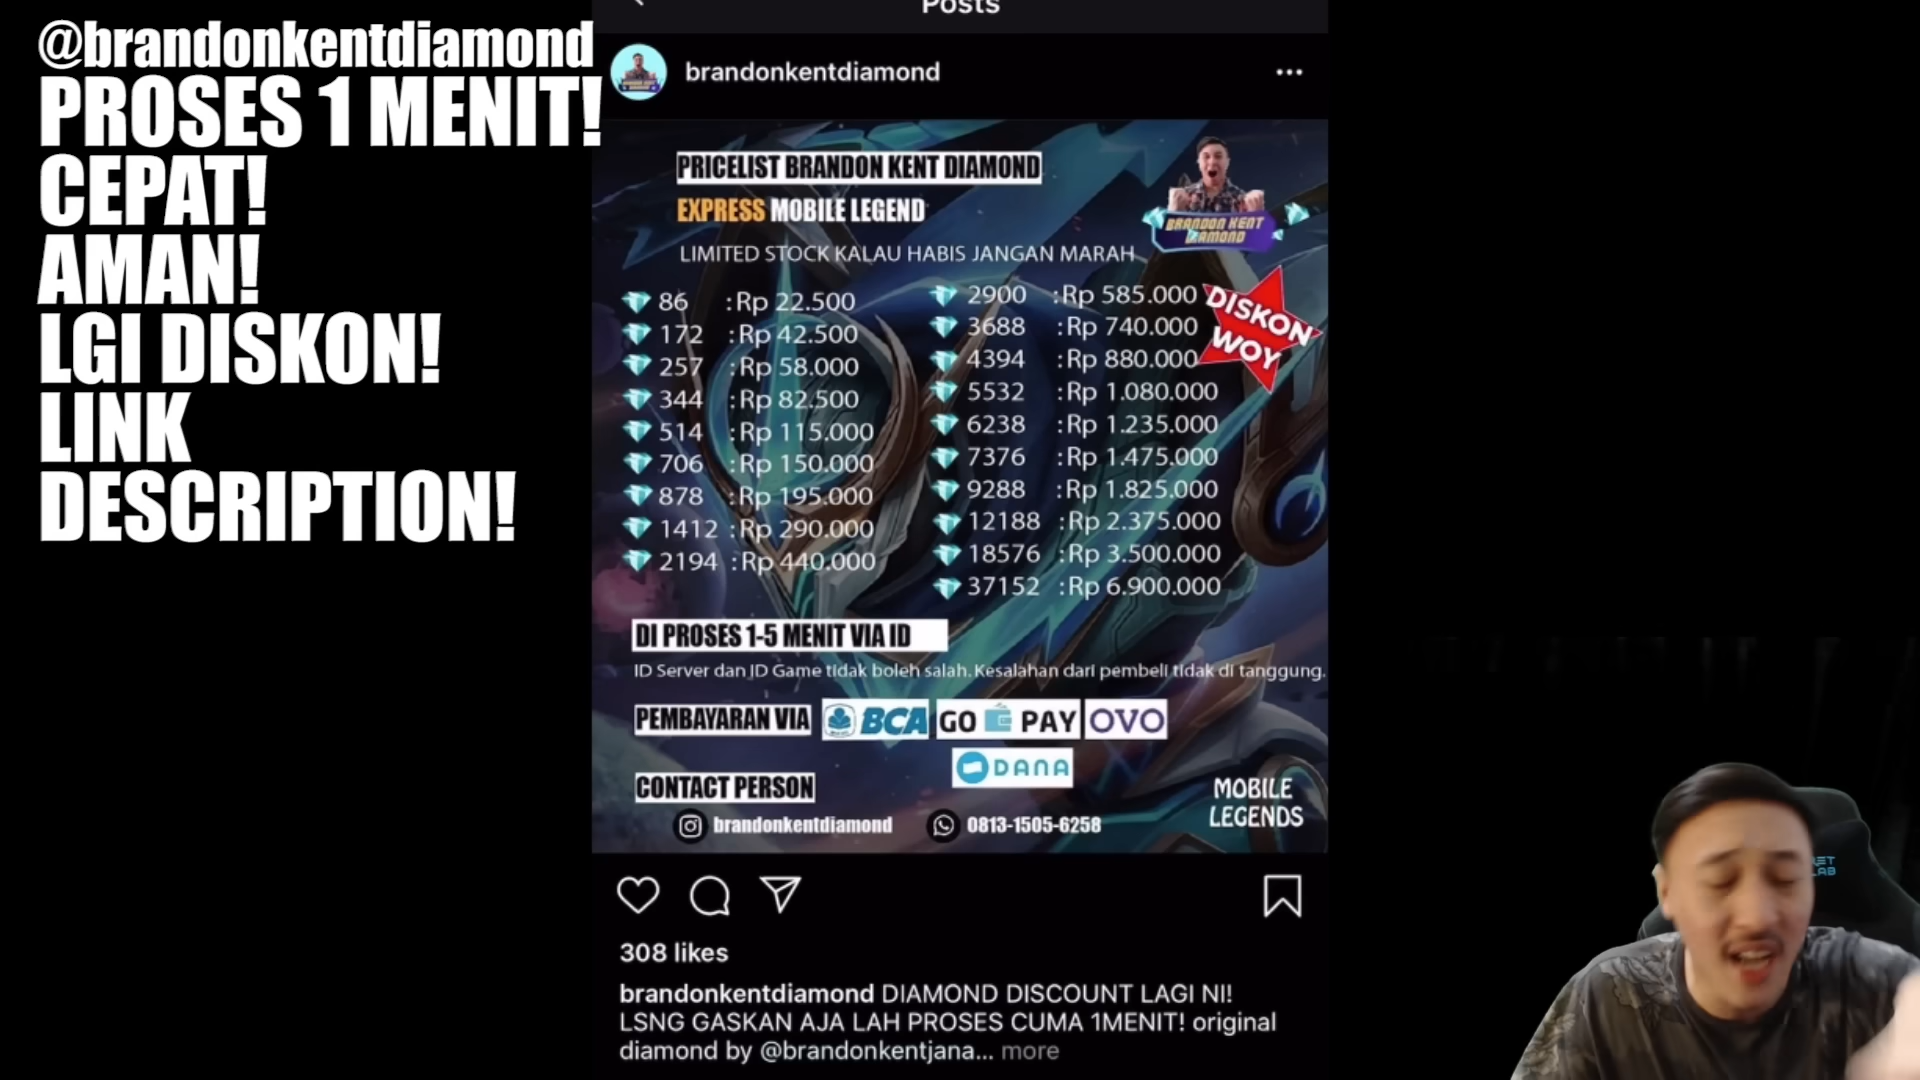 @brandonkentdiamond
PROSES 1 MENIT!
CEPAT!
AMAN!
LGI DISKON!
LINK
DESCRIPTION!
Posts
brandonkentdiamond
PRICELIST BRANDON KENT DIAMOND
EXPRESS MOBILE LEGEND
LIMITED STOCK KALAU HABIS JANGAN MARAH
BRANDON KENT
DIAMOND
DISKON
WOY
86 : Rp 22.500
172 : Rp 42.500
257 : Rp 58.000
344 : Rp 82.500
514 : Rp 115.000
706 : Rp 150.000
878 : Rp 195.000
1412 : Rp 290.000
2194 : Rp 440.000
2900 : Rp 585.000
3688 : Rp 740.000
4394 : Rp 880.000
5532 : Rp 1.080.000
6238 : Rp 1.235.000
7376 : Rp 1.475.000
9288 : Rp 1.825.000
12188 : Rp 2.375.000
18576 : Rp 3.500.000
37152 : Rp 6.900.000
DI PROSES 1-5 MENIT VIA ID
ID Server dan ID Game tidak boleh salah. Kesalahan dari pembeli tidak di tanggung.
PEMBAYARAN VIA BCA GO PAY OVO
DANA
CONTACT PERSON
brandonkentdiamond 0813-1505-6258
MOBILE
LEGENDS
308 likes
brandonkentdiamond DIAMOND DISCOUNT LAGI NI!
LSNG GASKAN AJA LAH PROSES CUMA 1MENIT! original
diamond by @brandonkentjana... more